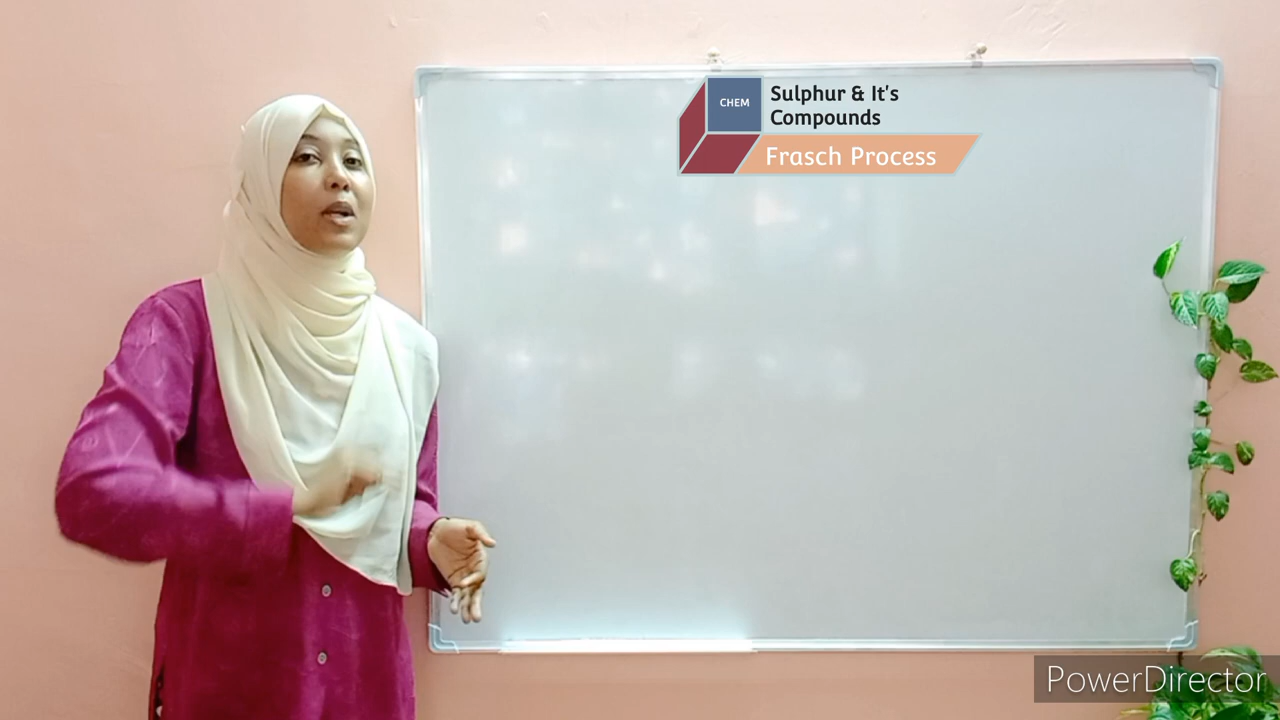 CHEM
Sulphur & It's
Compounds
Frasch Process
PowerDirector